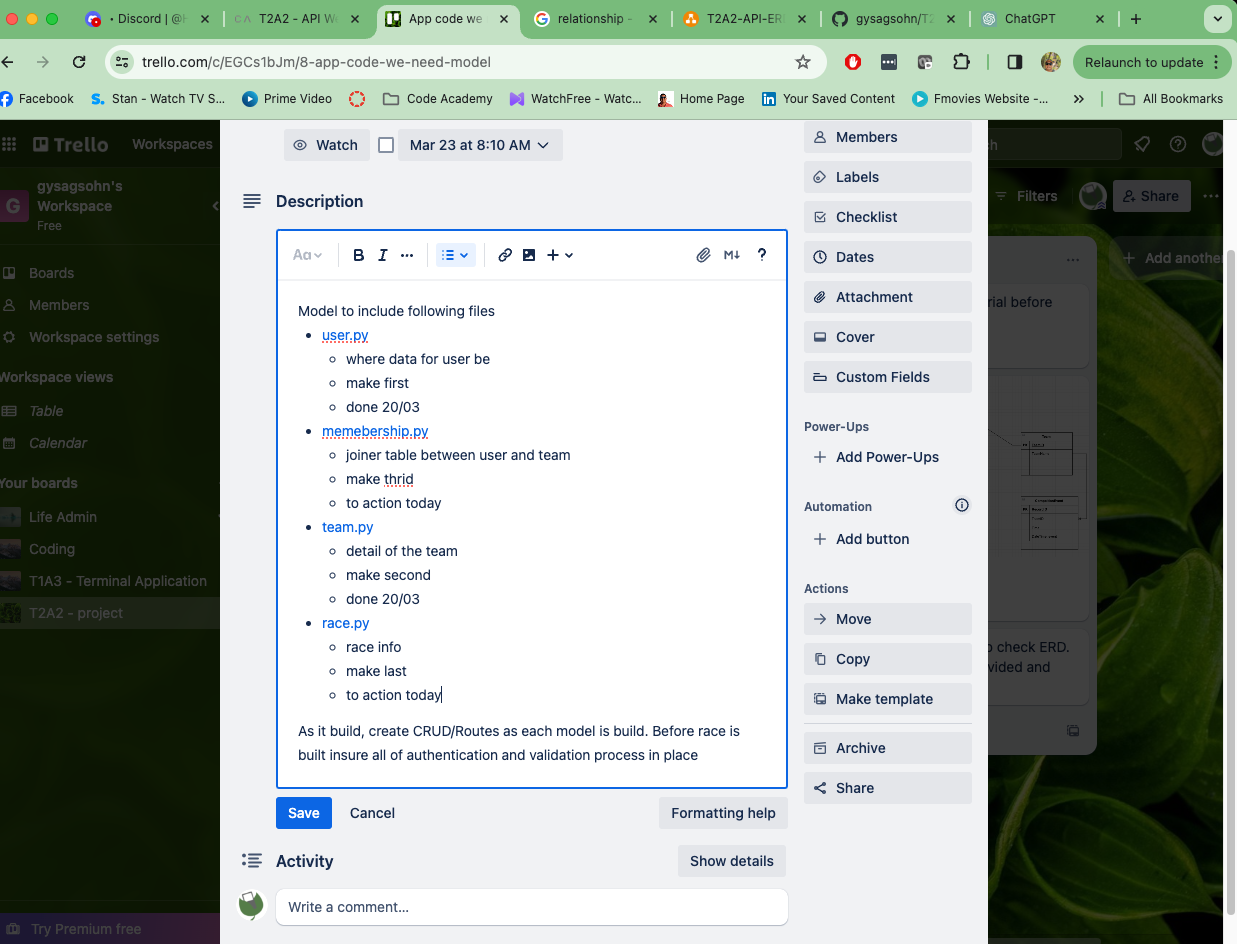 • Discord | @H
T2A2 - API We
App code we
relationship -
T2A2-API-ERD
gysagsohn/T2
ChatGPT
trello.com/c/EGCs1bJm/8-app-code-we-need-model
Relaunch to update
Facebook
Stan - Watch TV S...
Prime Video
Code Academy
WatchFree - Watc...
Home Page
Your Saved Content
Fmovies Website -...
»
All Bookmarks
Trello
Workspaces
ch
G
gysagsohn's
Workspace
Free
Filters
Share
Boards
Members
Workspace settings
Workspace views
Table
Calendar
Your boards
Life Admin
Coding
T1A3 - Terminal Application
T2A2 - project
Try Premium free
Watch
Mar 23 at 8:10 AM
Description
Aa
B
I
M↓
?
Model to include following files
• user.py
◦ where data for user be
◦ make first
◦ done 20/03
• memebership.py
◦ joiner table between user and team
◦ make thrid
◦ to action today
• team.py
◦ detail of the team
◦ make second
◦ done 20/03
• race.py
◦ race info
◦ make last
◦ to action today
As it build, create CRUD/Routes as each model is build. Before race is
built insure all of authentication and validation process in place
Save
Cancel
Formatting help
Activity
Show details
Write a comment…
Members
Labels
Checklist
Dates
Attachment
Cover
Custom Fields
Power-Ups
Add Power-Ups
Automation
Add button
Actions
Move
Copy
Make template
Archive
Share
Add another
rial before
o check ERD.
vided and